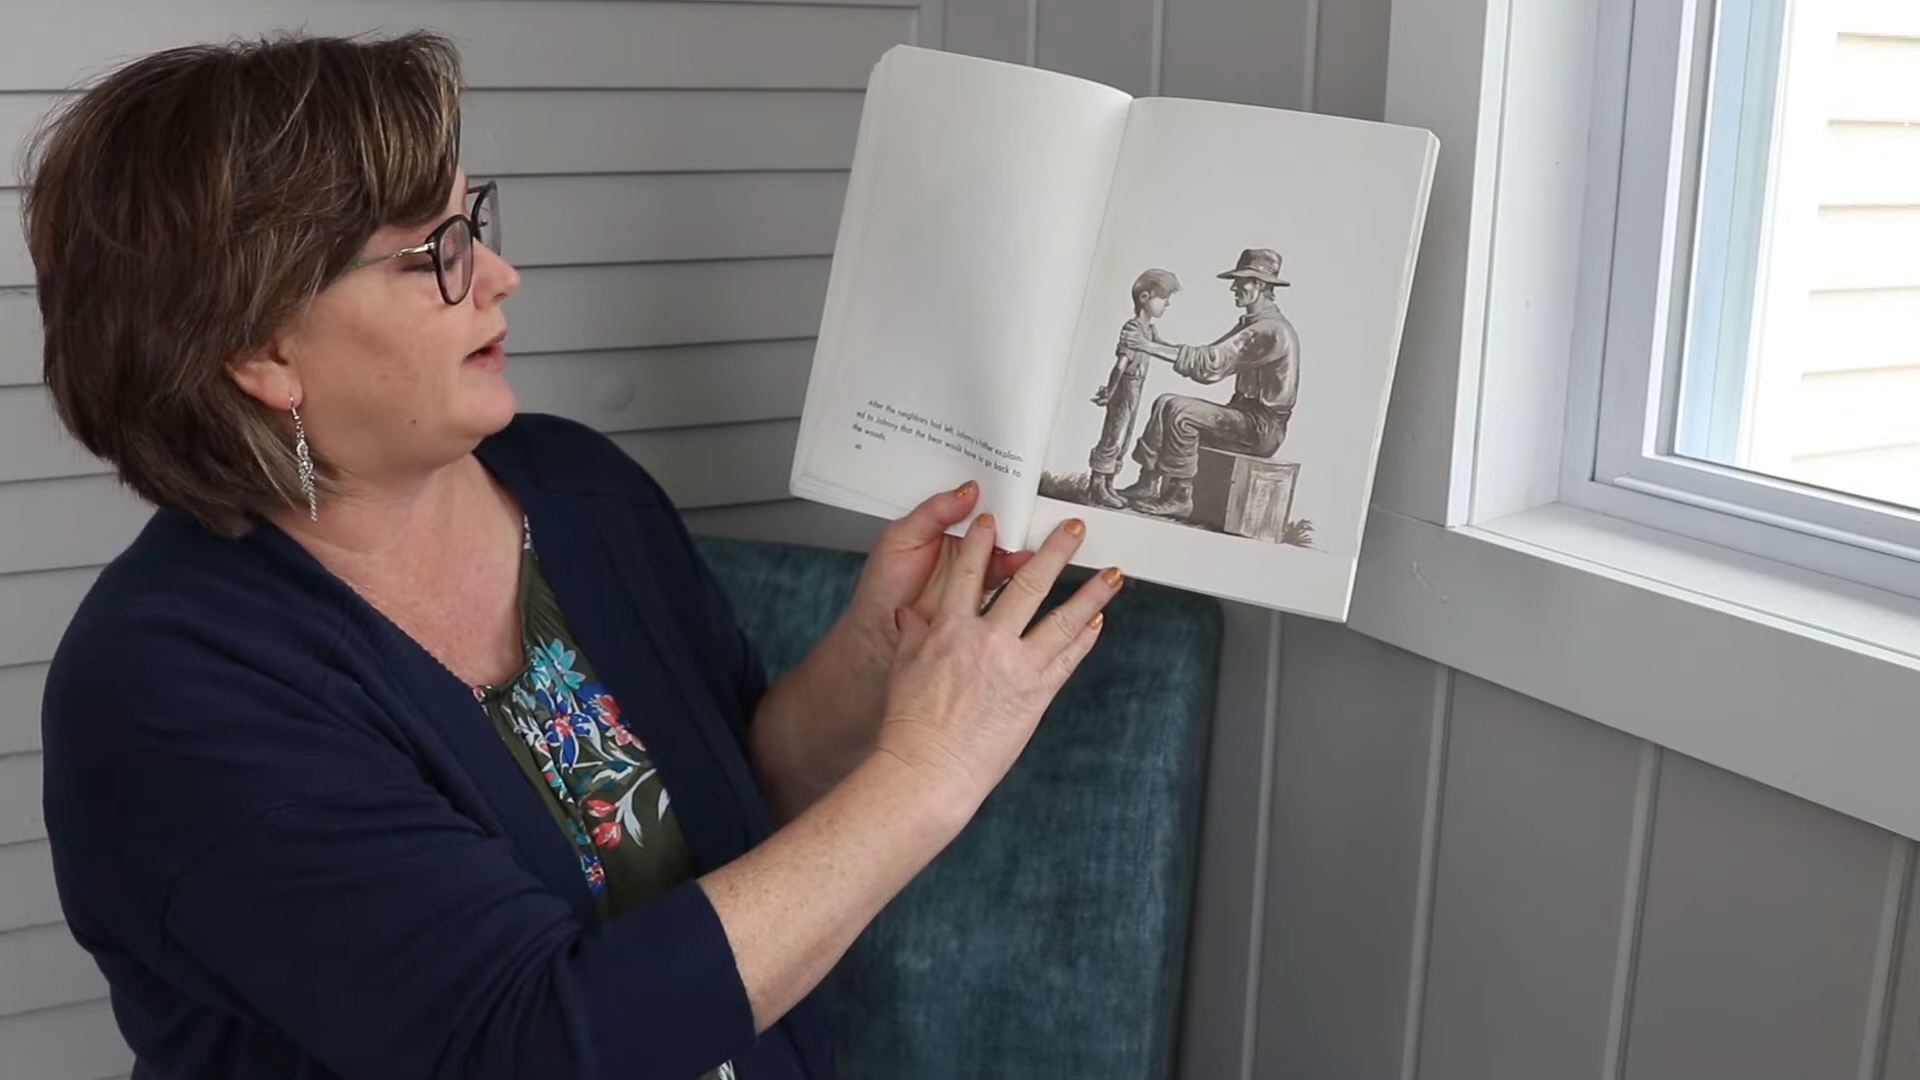 After the neighbors had left, Johnny's father explain-
ed to Johnny that the bear would have to go back to
the woods.